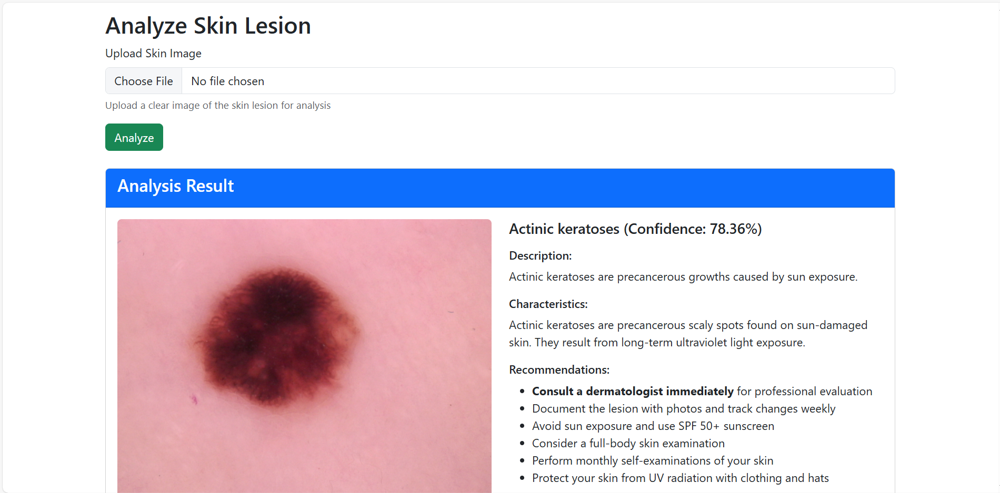 Analyze Skin Lesion
Upload Skin Image
Choose File No file chosen
Upload a clear image of the skin lesion for analysis
Analyze
Analysis Result
Actinic keratoses (Confidence: 78.36%)
Description:
Actinic keratoses are precancerous growths caused by sun exposure.
Characteristics:
Actinic keratoses are precancerous scaly spots found on sun-damaged
skin. They result from long-term ultraviolet light exposure.
Recommendations:
Consult a dermatologist immediately for professional evaluation
Document the lesion with photos and track changes weekly
Avoid sun exposure and use SPF 50+ sunscreen
Consider a full-body skin examination
Perform monthly self-examinations of your skin
Protect your skin from UV radiation with clothing and hats